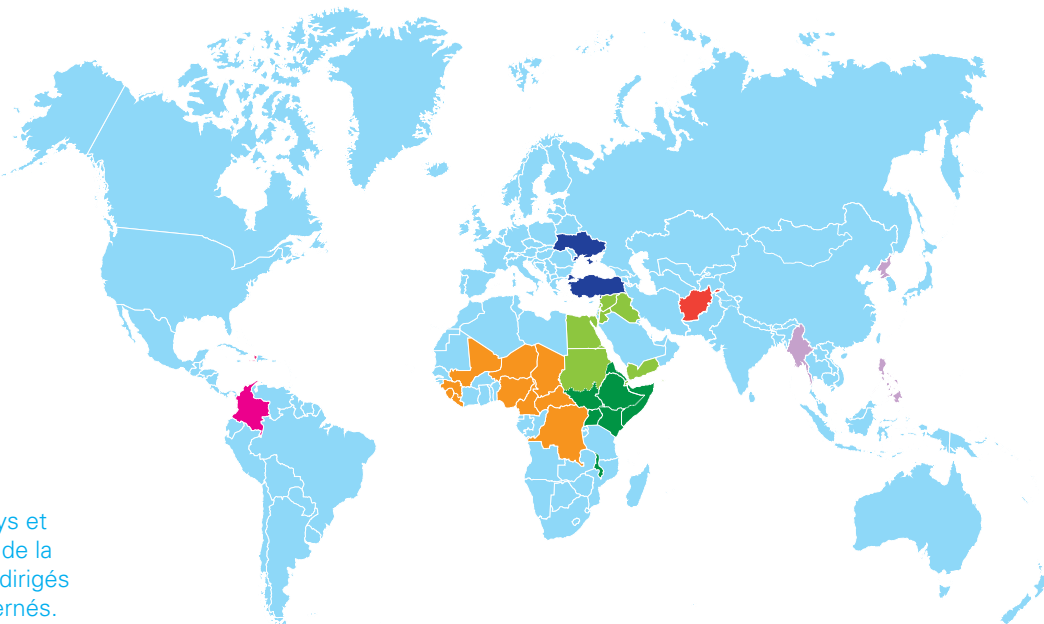 ys et
de la
dirigés
ernés.